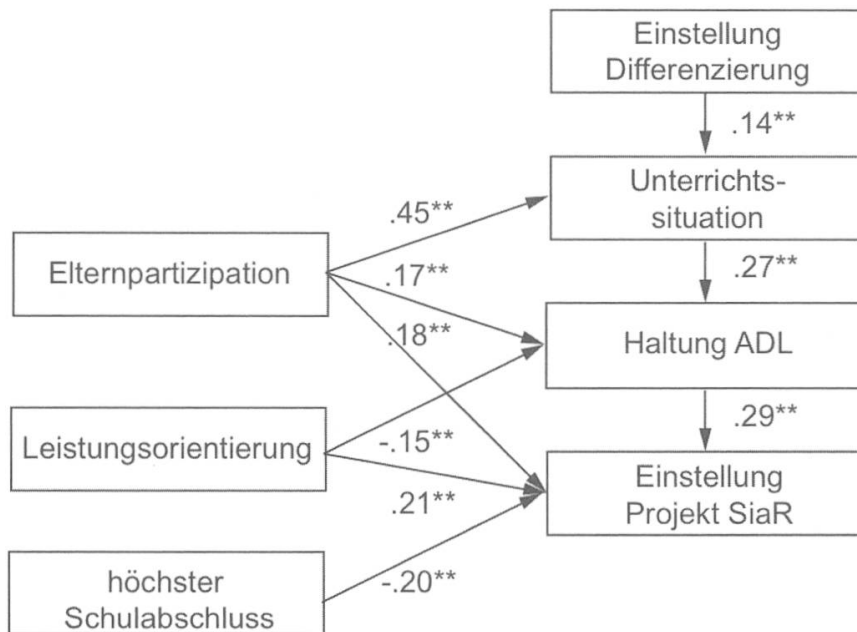 Einstellung
Differenzierung
.14**
Unterrichts-
situation
.45**
.27**
Elternpartizipation
.17**
.18**
Haltung ADL
.29**
Leistungsorientierung
-.15**
.21**
Einstellung
Projekt SiaR
höchster
Schulabschluss
-.20**